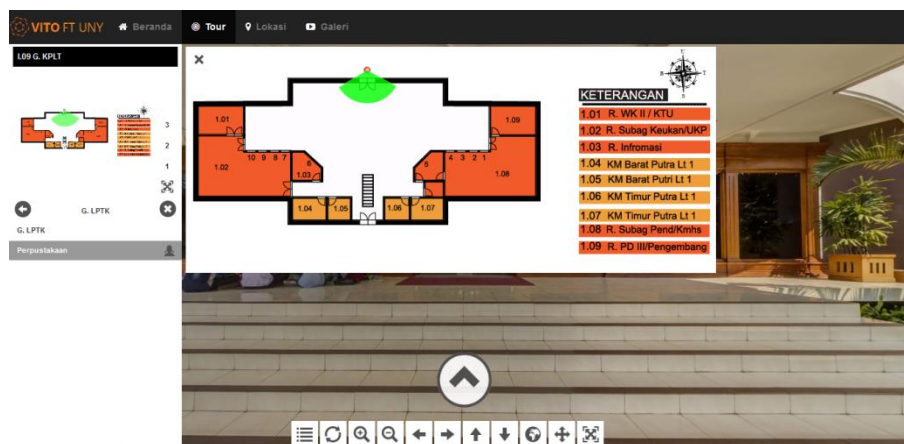 VITO FT UNY
Beranda
Tour
Lokasi
Galeri
I.09 G. KPLT
3
2
1
G. LPTK
G. LPTK
Perpustakaan
1.01
1.02
10 9 8 7
6
1.03
5
4 3 2 1
1.09
1.08
1.04
1.05
1.06
1.07
U
B
T
S
KETERANGAN
1.01 R. WK II / KTU
1.02 R. Subag Keukan/UKP
1.03 R. Infromasi
1.04 KM Barat Putra Lt 1
1.05 KM Barat Putri Lt 1
1.06 KM Timur Putra Lt 1
1.07 KM Timur Putra Lt 1
1.08 R. Subag Pend/Kmhs
1.09 R. PD III/Pengembang